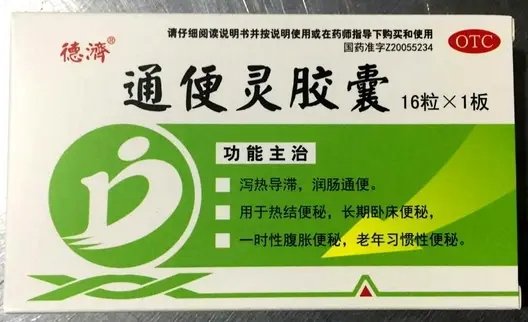 请仔细阅读说明书并按说明使用或在药师指导下购买和使用
国药准字Z20055234
OTC
德濟®
通便灵胶囊 16粒×1板
功能主治
泻热导滞，润肠通便。
用于热结便秘，长期卧床便秘，
一时性腹胀便秘，老年习惯性便秘。